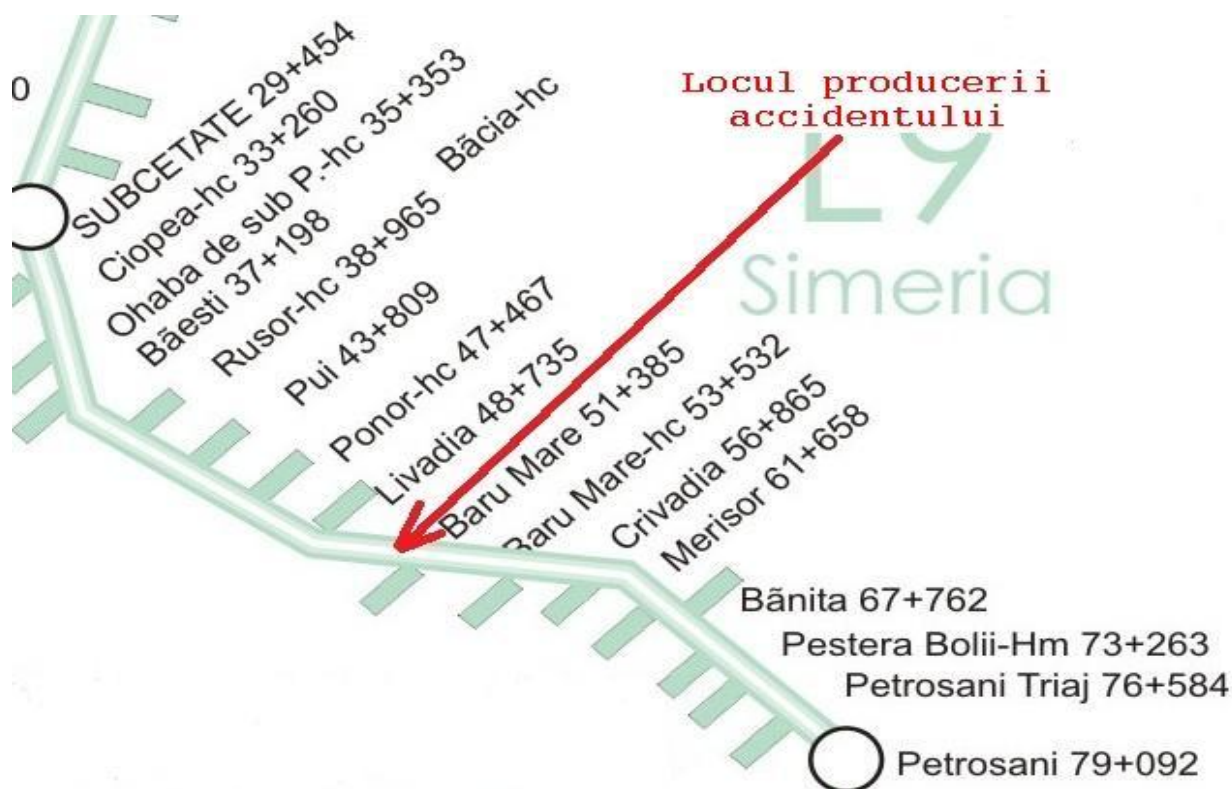 0
SUBCETATE 29+454
Ciopea-hc 33+260
Ohaba de sub P.-hc 35+353
Bãesti 37+198
Rusor-hc 38+965
Bãcia-hc
Pui 43+809
Ponor-hc 47+467
Livadia 48+735
Baru Mare 51+385
Baru Mare-hc 53+532
Crivadia 56+865
Merisor 61+658
Locul producerii
accidentului
L9
Simeria
Bãnita 67+762
Pestera Bolii-Hm 73+263
Petrosani Triaj 76+584
Petrosani 79+092